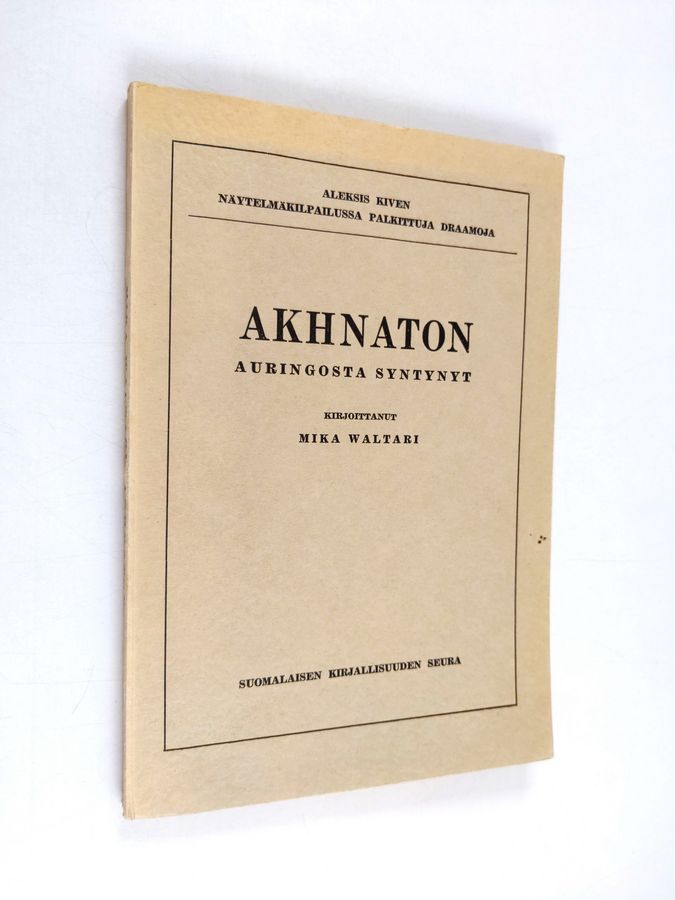 ALEKSIS KIVEN
NÄYTELMÄKILPAILUSSA PALKITTUJA DRAAMOJA
AKHNATON
AURINGOSTA SYNTYNYT
KIRJOITTANUT
MIKA WALTARI
SUOMALAISEN KIRJALLISUUDEN SEURA